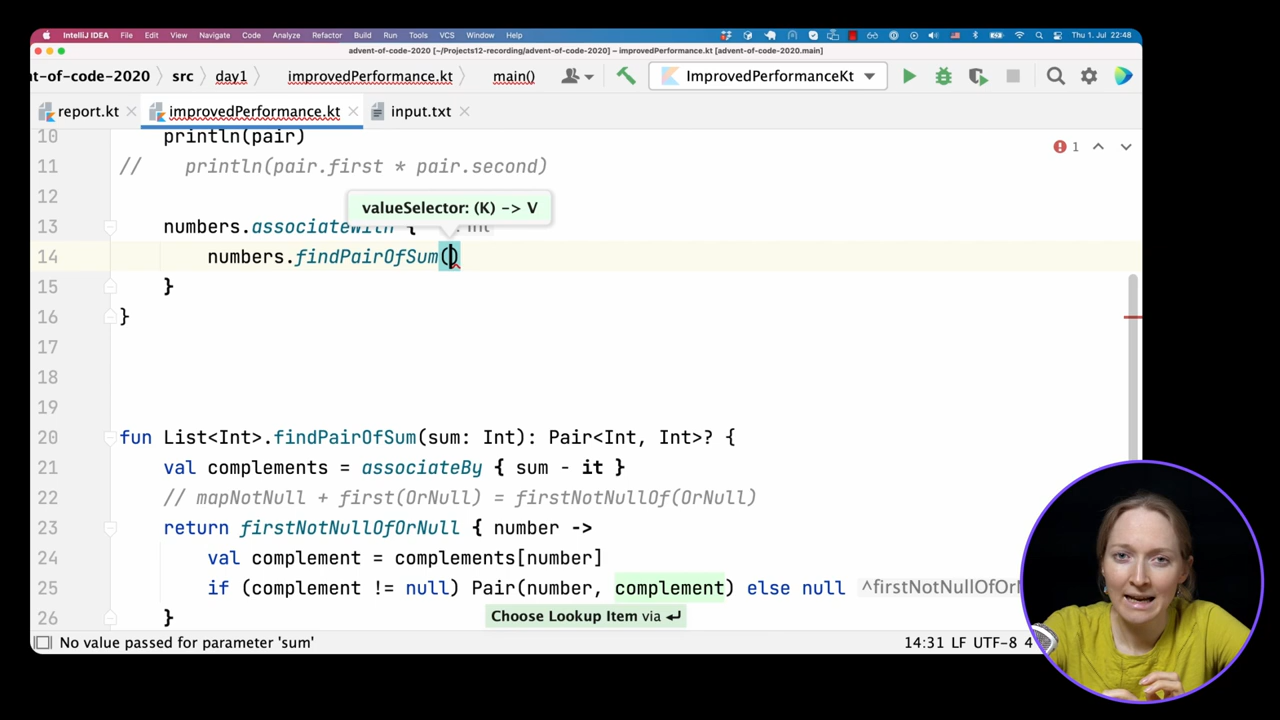 IntelliJ IDEA File Edit View Navigate Code Analyze Refactor Build Run Tools VCS Window Help Thu 1. Jul 22:48
advent-of-code-2020 [~/Projects12-recording/advent-of-code-2020] – improvedPerformance.kt [advent-of-code-2020.main]
nt-of-code-2020 src day1 improvedPerformance.kt main() ImprovedPerformanceKt
report.kt improvedPerformance.kt input.txt
10 println(pair)
1
11 // println(pair.first * pair.second)
12
valueSelector: (K) -> V
13 numbers.associateWith { : Int
14 numbers.findPairOfSum()
15 }
16 }
17
18
19
20 fun List<Int>.findPairOfSum(sum: Int): Pair<Int, Int>? {
21 val complements = associateBy { sum - it }
22 // mapNotNull + first(OrNull) = firstNotNullOf(OrNull)
23 return firstNotNullOfOrNull { number ->
24 val complement = complements[number]
25 if (complement != null) Pair(number, complement) else null ^firstNotNullOfOrN
26 }
Choose Lookup Item via ↵
No value passed for parameter 'sum' 14:31 LF UTF-8 4